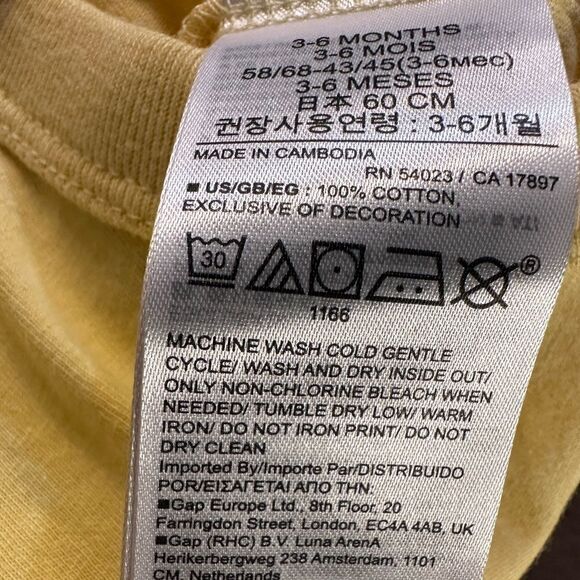 3-6 MONTHS
3-6 MOIS
58/68-43/45(3-6мес)
3-6 MESES
日本 60 CM
권장사용연령 : 3-6개월
MADE IN CAMBODIA
RN 54023 / CA 17897
■ US/GB/EG : 100% COTTON,
EXCLUSIVE OF DECORATION
30
®
1166
MACHINE WASH COLD GENTLE
CYCLE/ WASH AND DRY INSIDE OUT/
ONLY NON-CHLORINE BLEACH WHEN
NEEDED/ TUMBLE DRY LOW/ WARM
IRON/ DO NOT IRON PRINT/ DO NOT
DRY CLEAN
Imported By/Importe Par/DISTRIBUIDO
POR/ΕΙΣΑΓΕΤΑΙ ΑΠΟ ΤΗΝ:
■Gap Europe Ltd., 8th Floor, 20
Farringdon Street, London, EC4A 4AB, UK
■Gap (RHC) B.V. Luna ArenA
Herikerbergweg 238 Amsterdam, 1101
CM, Netherlands